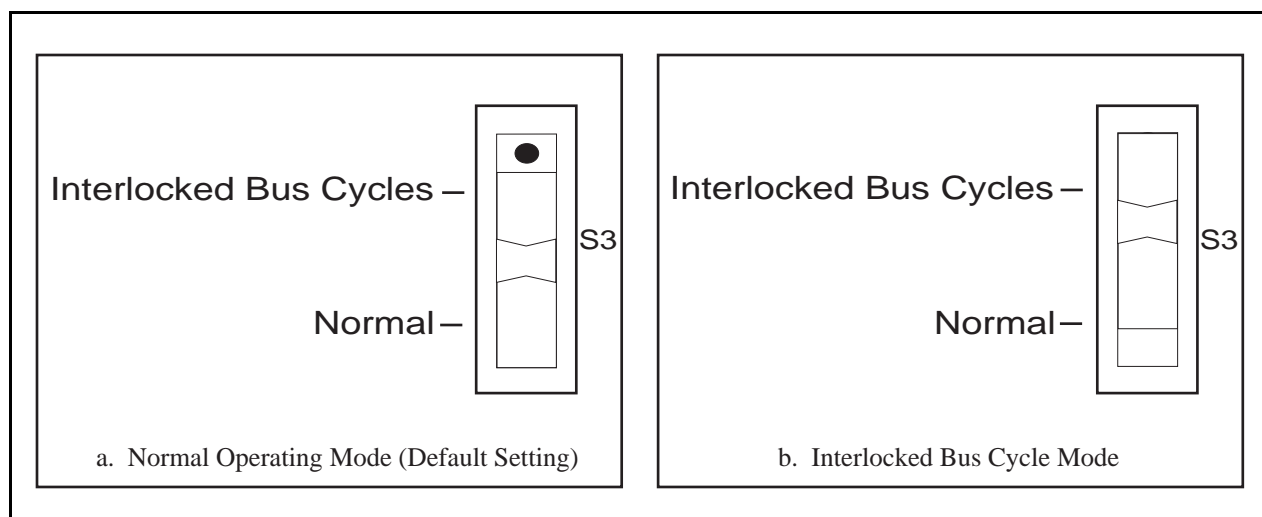 Interlocked Bus Cycles –
S3
Normal –
a. Normal Operating Mode (Default Setting)
Interlocked Bus Cycles –
S3
Normal –
b. Interlocked Bus Cycle Mode